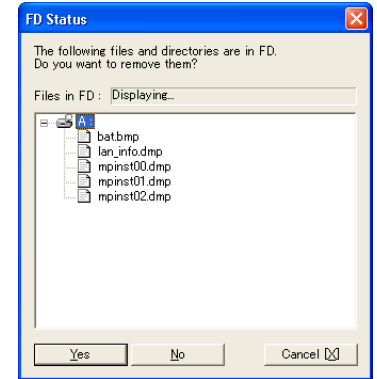 FD Status
The following files and directories are in FD.
Do you want to remove them?
Files in FD : Displaying...
A:
bat.bmp
lan_info.dmp
mpinst00.dmp
mpinst01.dmp
mpinst02.dmp
Yes No Cancel [X]